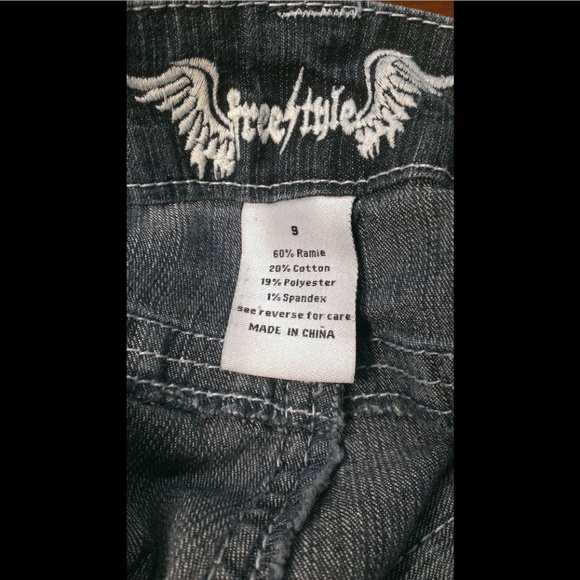 freestyle
9
60% Ramie
20% Cotton
19% Polyester
1% Spandex
see reverse for care
MADE IN CHINA